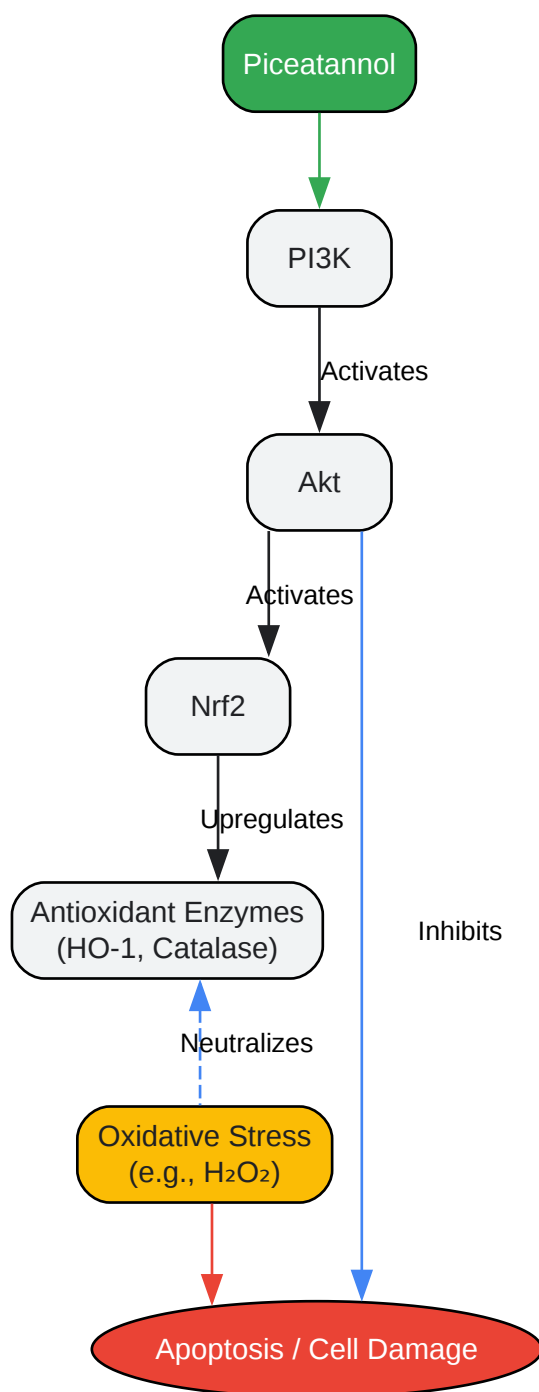 Piceatannol
PI3K
Activates
Akt
Activates
Nrf2
Upregulates
Antioxidant Enzymes
(HO-1, Catalase)
Inhibits
Neutralizes
Oxidative Stress
(e.g., H₂O₂)
Apoptosis / Cell Damage